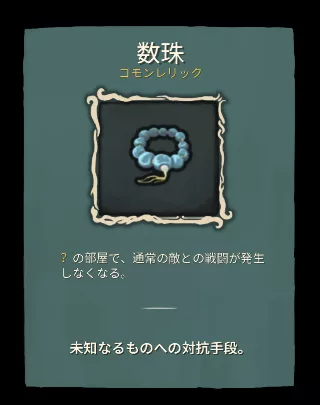 数珠
コモンレリック
? の部屋で、通常の敵との戦闘が発生
しなくなる。
未知なるものへの対抗手段。